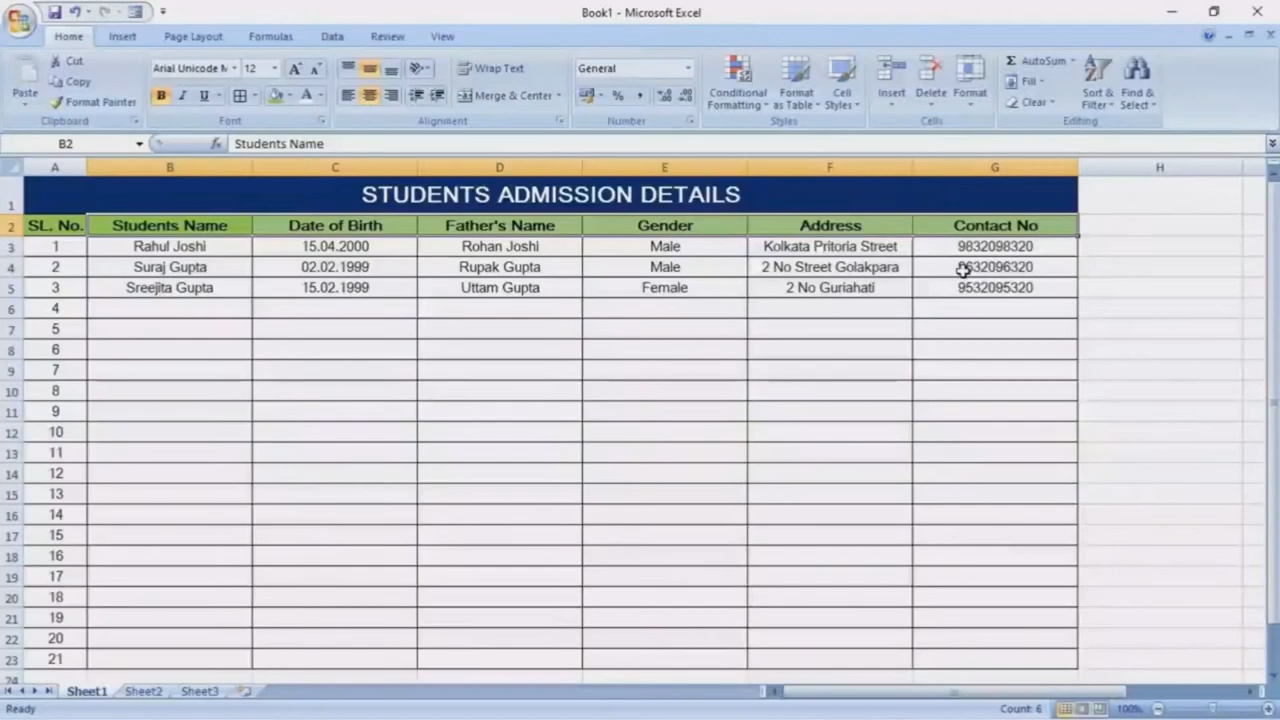 Book1 - Microsoft Excel
Home Insert Page Layout Formulas Data Review View
Paste Cut Copy Format Painter Clipboard
Arial Unicode M 12 B I U A Font
Wrap Text Merge & Center Alignment
General % , Number
Conditional Formatting Format as Table Cell Styles Styles
Insert Delete Format Cells
Σ AutoSum Fill Clear Sort & Filter Find & Select Editing
B2 fx Students Name
A B C D E F G H
1 STUDENTS ADMISSION DETAILS
2 SL. No. Students Name Date of Birth Father's Name Gender Address Contact No
3 1 Rahul Joshi 15.04.2000 Rohan Joshi Male Kolkata Pritoria Street 9832098320
4 2 Suraj Gupta 02.02.1999 Rupak Gupta Male 2 No Street Golakpara
5 3 Sreejita Gupta 15.02.1999 Uttam Gupta Female 2 No Guriahati 9532095320
6 4
7 5
8 6
9 7
10 8
11 9
12 10
13 11
14 12
15 13
16 14
17 15
18 16
19 17
20 18
21 19
22 20
23 21
24
Sheet1 Sheet2 Sheet3
Ready Count: 6 100%